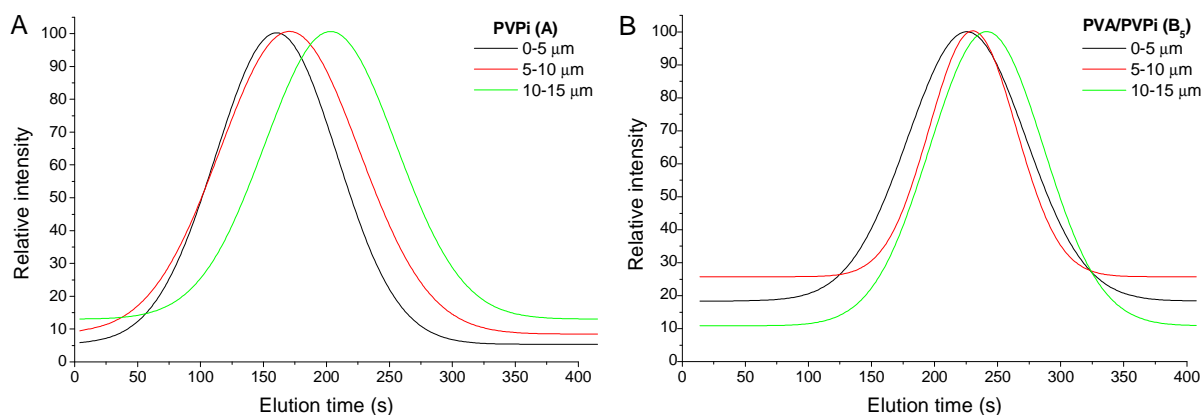 A
PVPi (A)
0-5 μm
5-10 μm
10-15 μm
Relative intensity
100
90
80
70
60
50
40
30
20
10
0
0 50 100 150 200 250 300 350 400
Elution time (s)
B
PVA/PVPi (B5)
0-5 μm
5-10 μm
10-15 μm
Relative intensity
100
90
80
70
60
50
40
30
20
10
0
0 50 100 150 200 250 300 350 400
Elution time (s)